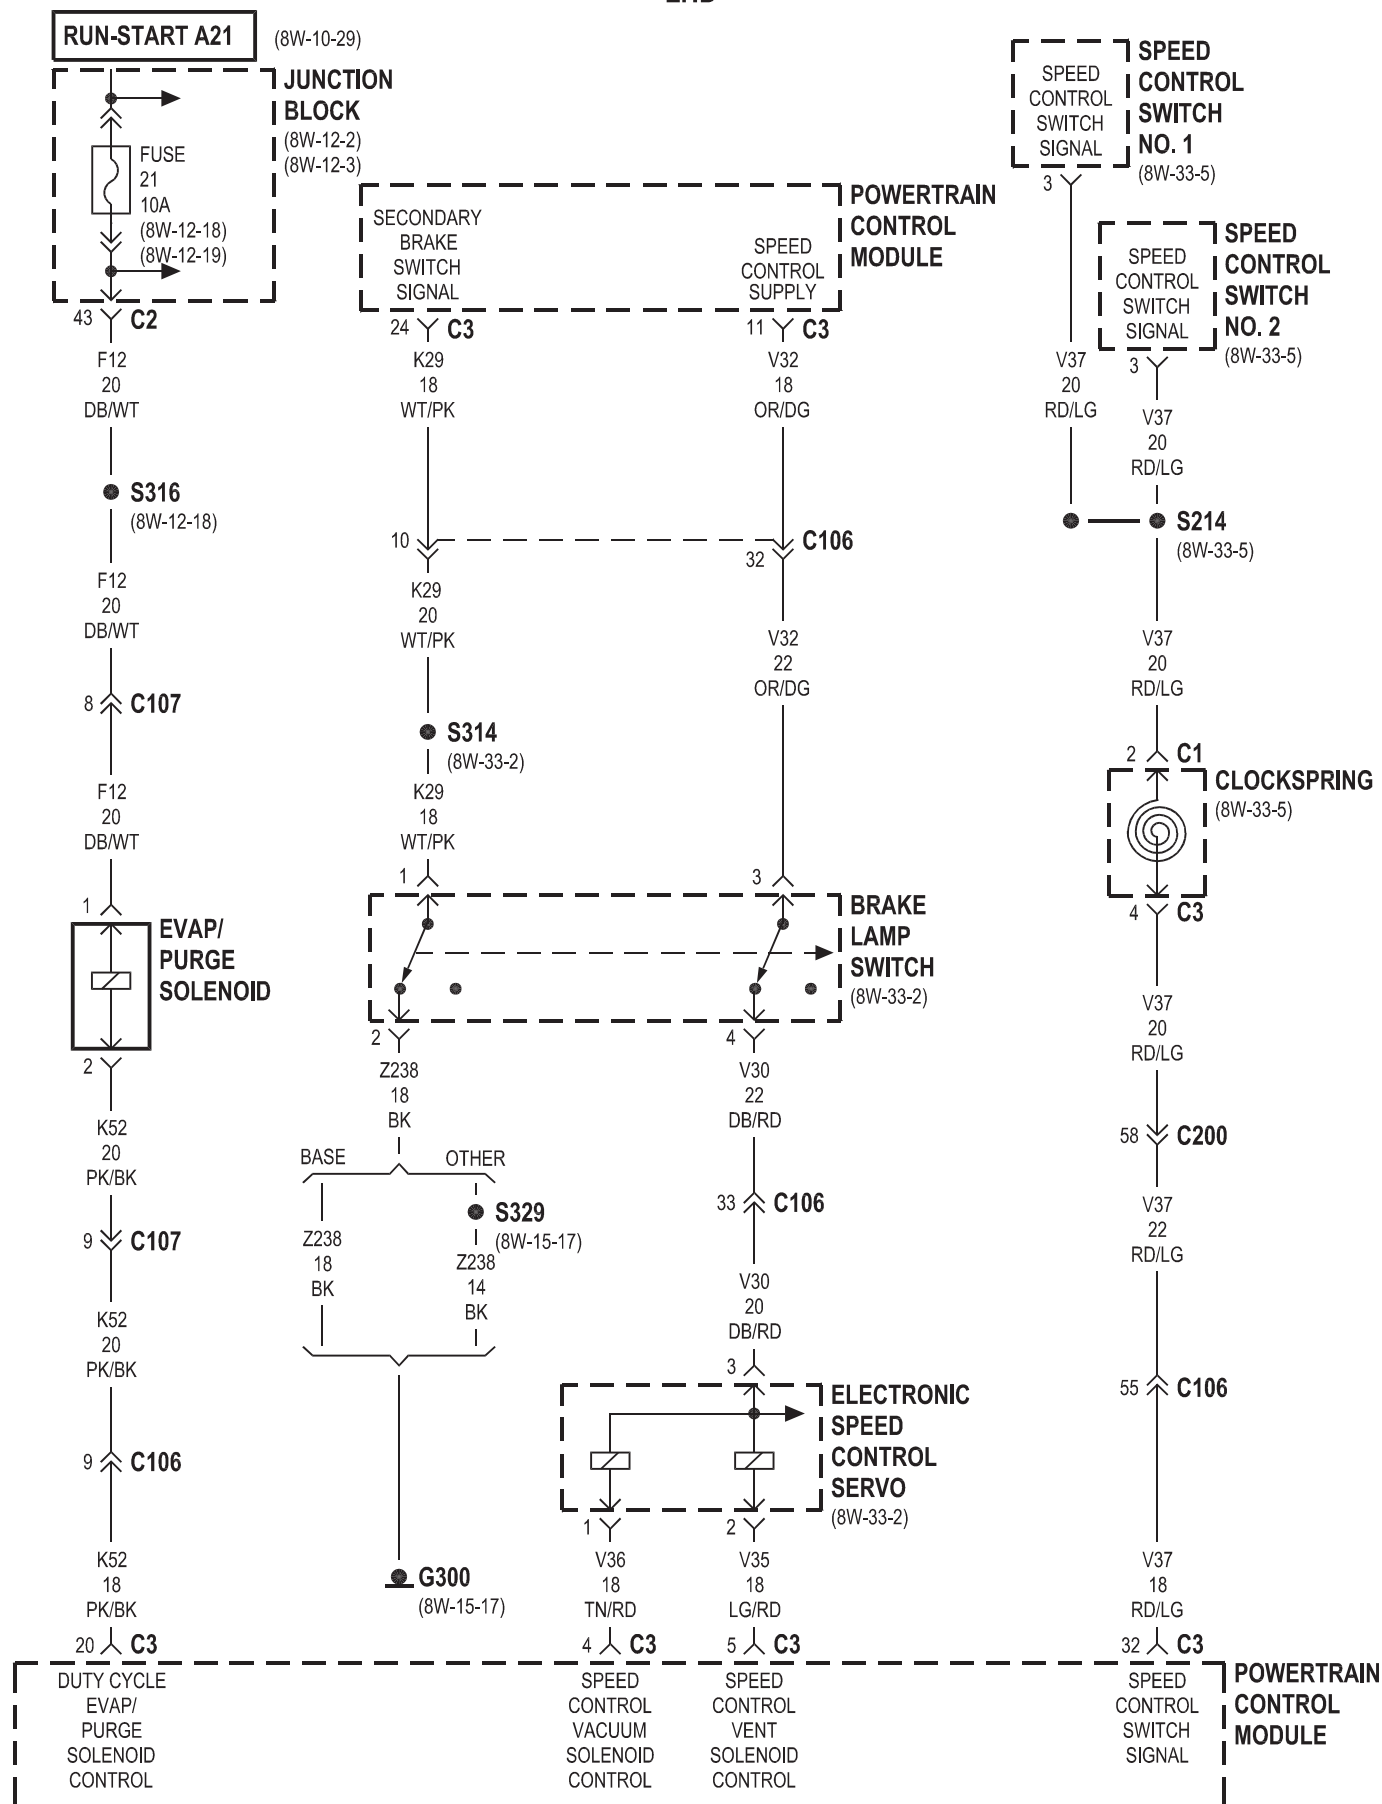 RUN-START A21
(8W-10-29)
JUNCTION
BLOCK
(8W-12-2)
(8W-12-3)
FUSE
21
10A
(8W-12-18)
(8W-12-19)
43
C2
F12
20
DB/WT
S316
(8W-12-18)
F12
20
DB/WT
8
C107
F12
20
DB/WT
1
EVAP/
PURGE
SOLENOID
2
K52
20
PK/BK
9
C107
K52
20
PK/BK
9
C106
K52
18
PK/BK
20
C3
DUTY CYCLE
EVAP/
PURGE
SOLENOID
CONTROL
POWERTRAIN
CONTROL
MODULE
SECONDARY
BRAKE
SWITCH
SIGNAL
24
C3
K29
18
WT/PK
10
K29
20
WT/PK
S314
(8W-33-2)
K29
18
WT/PK
1
2
Z238
18
BK
BASE
OTHER
Z238
18
BK
S329
(8W-15-17)
Z238
14
BK
G300
(8W-15-17)
SPEED
CONTROL
SUPPLY
11
C3
V32
18
OR/DG
C106
32
V32
22
OR/DG
3
BRAKE
LAMP
SWITCH
(8W-33-2)
4
V30
22
DB/RD
33
C106
V30
20
DB/RD
3
ELECTRONIC
SPEED
CONTROL
SERVO
(8W-33-2)
1
V36
18
TN/RD
4
C3
SPEED
CONTROL
VACUUM
SOLENOID
CONTROL
2
V35
18
LG/RD
5
C3
SPEED
CONTROL
VENT
SOLENOID
CONTROL
SPEED
CONTROL
SWITCH
SIGNAL
SPEED
CONTROL
SWITCH
NO. 1
(8W-33-5)
3
V37
20
RD/LG
SPEED
CONTROL
SWITCH
SIGNAL
SPEED
CONTROL
SWITCH
NO. 2
(8W-33-5)
3
V37
20
RD/LG
S214
(8W-33-5)
V37
20
RD/LG
2
C1
CLOCKSPRING
(8W-33-5)
4
C3
V37
20
RD/LG
58
C200
V37
22
RD/LG
55
C106
V37
18
RD/LG
32
C3
SPEED
CONTROL
SWITCH
SIGNAL
POWERTRAIN
CONTROL
MODULE